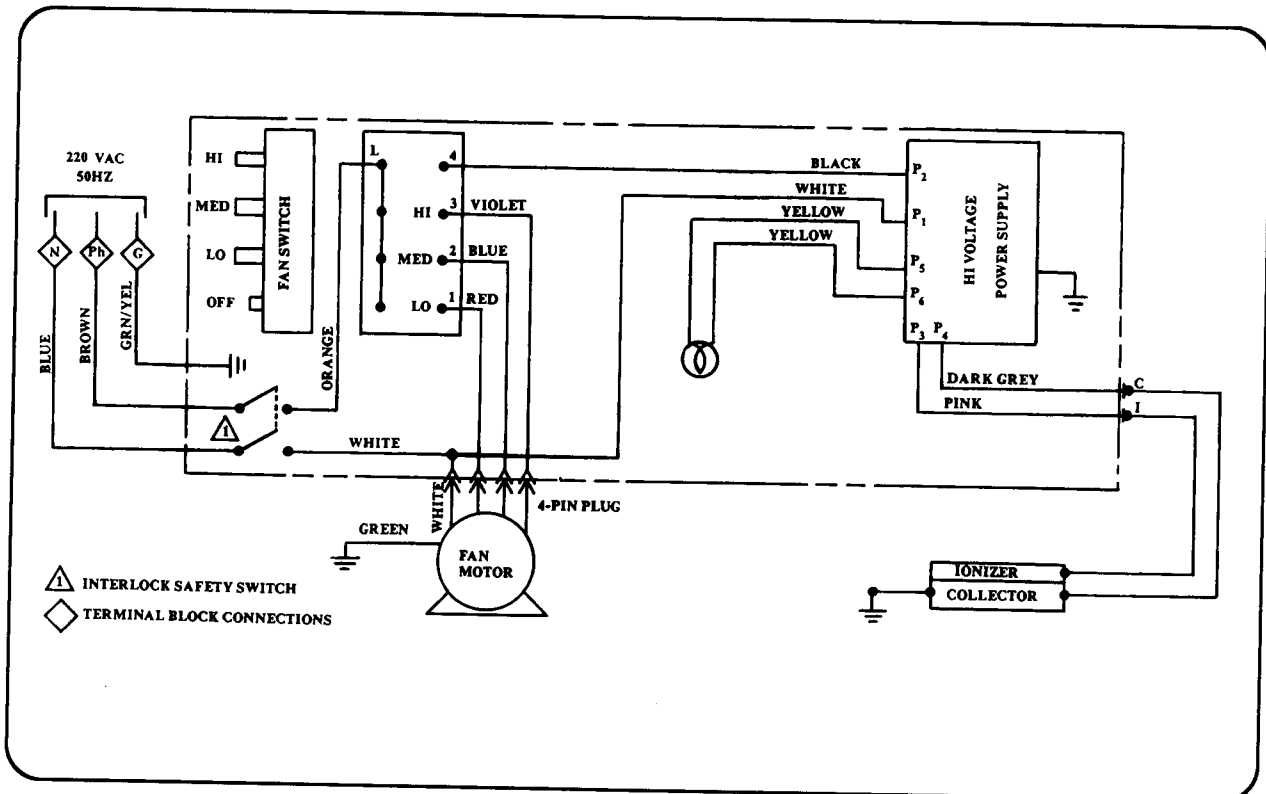 220 VAC
50HZ
N
Ph
G
BLUE
BROWN
GRN/YEL
HI
MED
LO
OFF
FAN SWITCH
L
4
HI 3 VIOLET
MED 2 BLUE
LO 1 RED
ORANGE
1
WHITE
BLACK
WHITE
YELLOW
YELLOW
P2
P1
P5
P6
P3 P4
HI VOLTAGE
POWER SUPPLY
DARK GREY
PINK
C
I
WHITE
4-PIN PLUG
GREEN
FAN
MOTOR
IONIZER
COLLECTOR
1 INTERLOCK SAFETY SWITCH
TERMINAL BLOCK CONNECTIONS